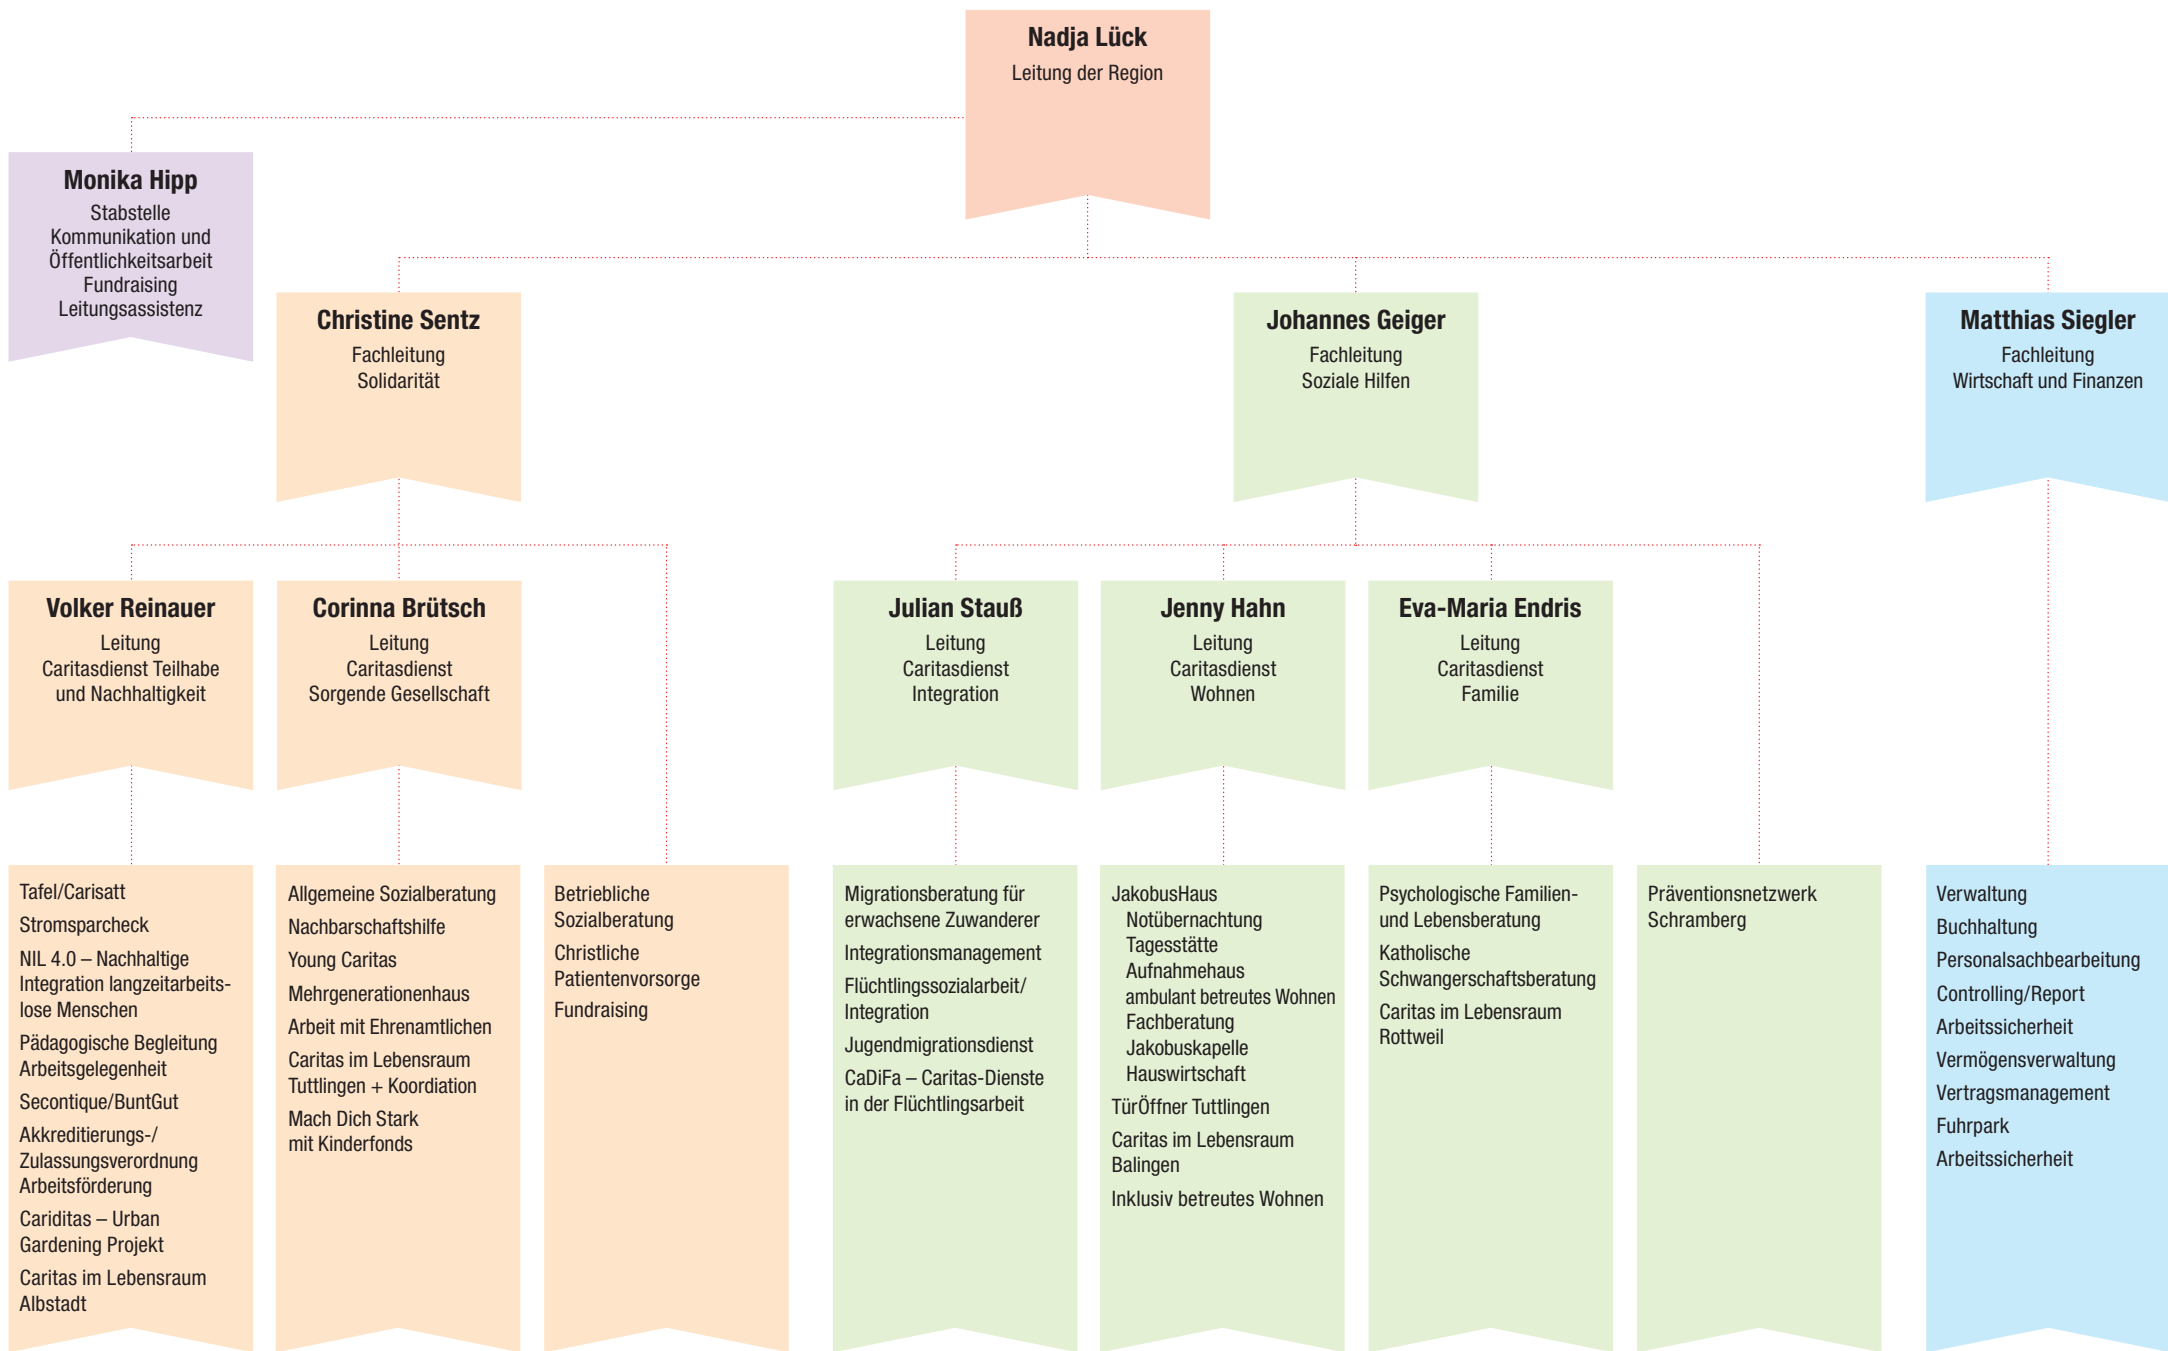 Nadja Lück
Leitung der Region
Monika Hipp
Stabstelle
Kommunikation und
Öffentlichkeitsarbeit
Fundraising
Leitungsassistenz
Christine Sentz
Fachleitung
Solidarität
Johannes Geiger
Fachleitung
Soziale Hilfen
Matthias Siegler
Fachleitung
Wirtschaft und Finanzen
Volker Reinauer
Leitung
Caritasdienst Teilhabe
und Nachhaltigkeit
Corinna Brütsch
Leitung
Caritasdienst
Sorgende Gesellschaft
Julian Stauß
Leitung
Caritasdienst
Integration
Jenny Hahn
Leitung
Caritasdienst
Wohnen
Eva-Maria Endris
Leitung
Caritasdienst
Familie
Tafel/Carisatt
Stromsparcheck
NIL 4.0 – Nachhaltige
Integration langzeitarbeits-
lose Menschen
Pädagogische Begleitung
Arbeitsgelegenheit
Secontique/BuntGut
Akkreditierungs-/
Zulassungsverordnung
Arbeitsförderung
Cariditas – Urban
Gardening Projekt
Caritas im Lebensraum
Albstadt
Allgemeine Sozialberatung
Nachbarschaftshilfe
Young Caritas
Mehrgenerationenhaus
Arbeit mit Ehrenamtlichen
Caritas im Lebensraum
Tuttlingen + Koordiation
Mach Dich Stark
mit Kinderfonds
Betriebliche
Sozialberatung
Christliche
Patientenvorsorge
Fundraising
Migrationsberatung für
erwachsene Zuwanderer
Integrationsmanagement
Flüchtlingssozialarbeit/
Integration
Jugendmigrationsdienst
CaDiFa – Caritas-Dienste
in der Flüchtlingsarbeit
JakobusHaus
Notübernachtung
Tagesstätte
Aufnahmehaus
ambulant betreutes Wohnen
Fachberatung
Jakobuskapelle
Hauswirtschaft
TürÖffner Tuttlingen
Caritas im Lebensraum
Balingen
Inklusiv betreutes Wohnen
Psychologische Familien-
und Lebensberatung
Katholische
Schwangerschaftsberatung
Caritas im Lebensraum
Rottweil
Präventionsnetzwerk
Schramberg
Verwaltung
Buchhaltung
Personalsachbearbeitung
Controlling/Report
Arbeitssicherheit
Vermögensverwaltung
Vertragsmanagement
Fuhrpark
Arbeitssicherheit